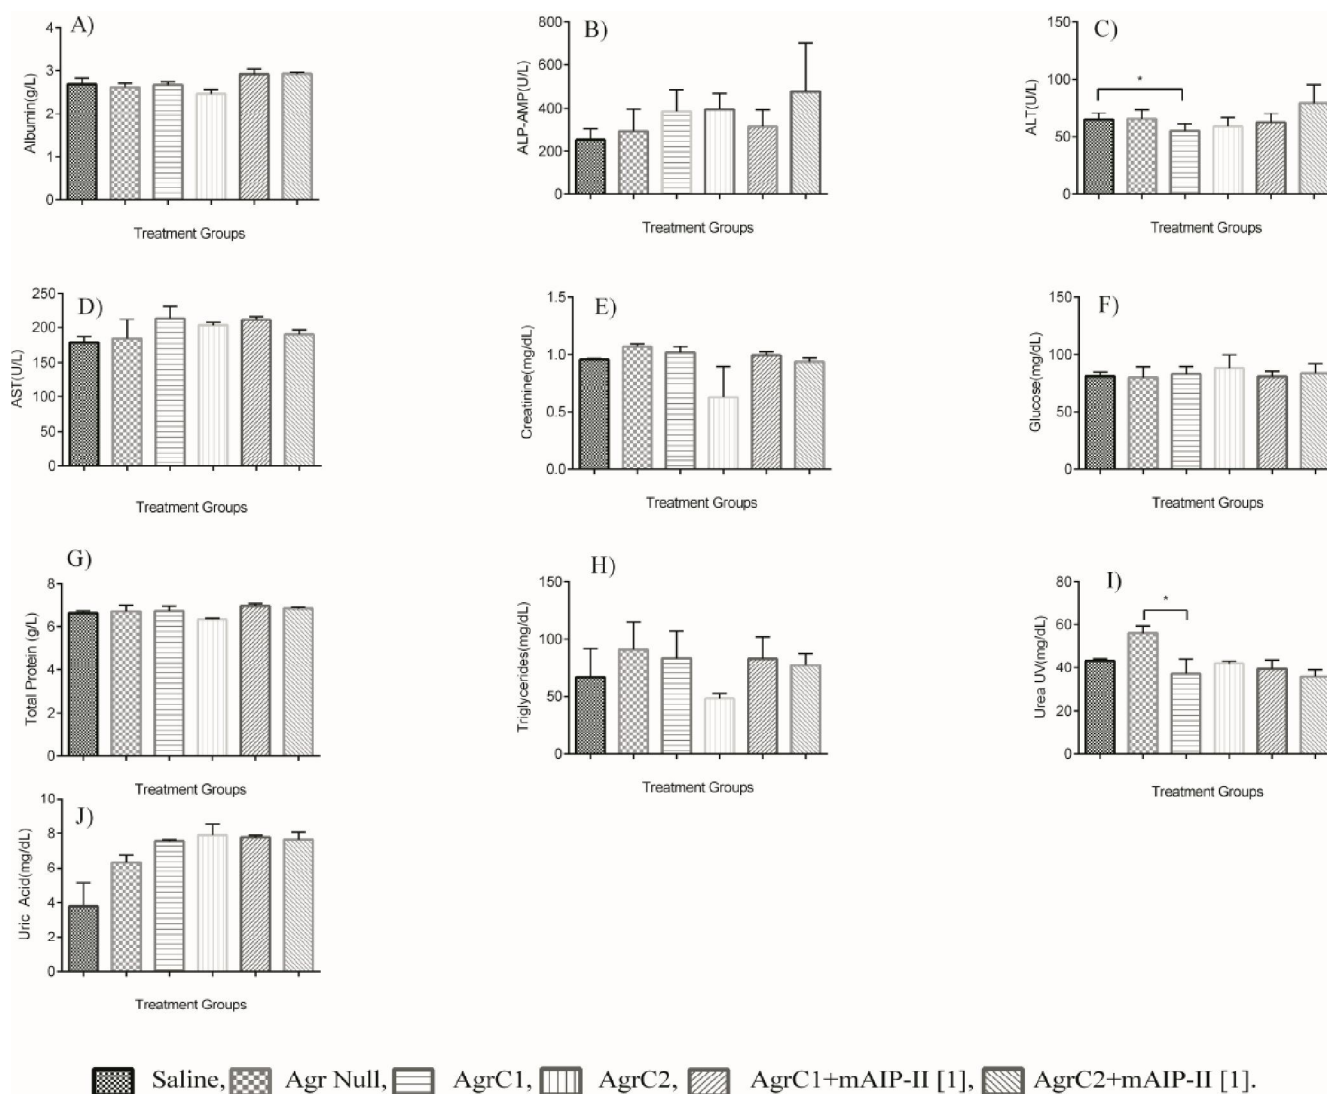 A)
4
3
2
1
0
Albumin(g/L)
Treatment Groups
B)
800
600
400
200
0
ALP-AMP(U/L)
Treatment Groups
C)
150
100
50
0
ALT(U/L)
*
Treatment Groups
D)
250
200
150
100
50
0
AST(U/L)
Treatment Groups
E)
1.5
1.0
0.5
0.0
Creatinine(mg/dL)
Treatment Groups
F)
150
100
50
0
Glucose(mg/dL)
Treatment Groups
G)
8
6
4
2
0
Total Protein (g/L)
Treatment Groups
H)
150
100
50
0
Triglycerides(mg/dL)
Treatment Groups
I)
80
60
40
20
0
Urea UV(mg/dL)
*
Treatment Groups
J)
10
8
6
4
2
0
Uric Acid(mg/dL)
Treatment Groups
Saline, Agr Null, AgrC1, AgrC2, AgrC1+mAIP-II [1], AgrC2+mAIP-II [1].